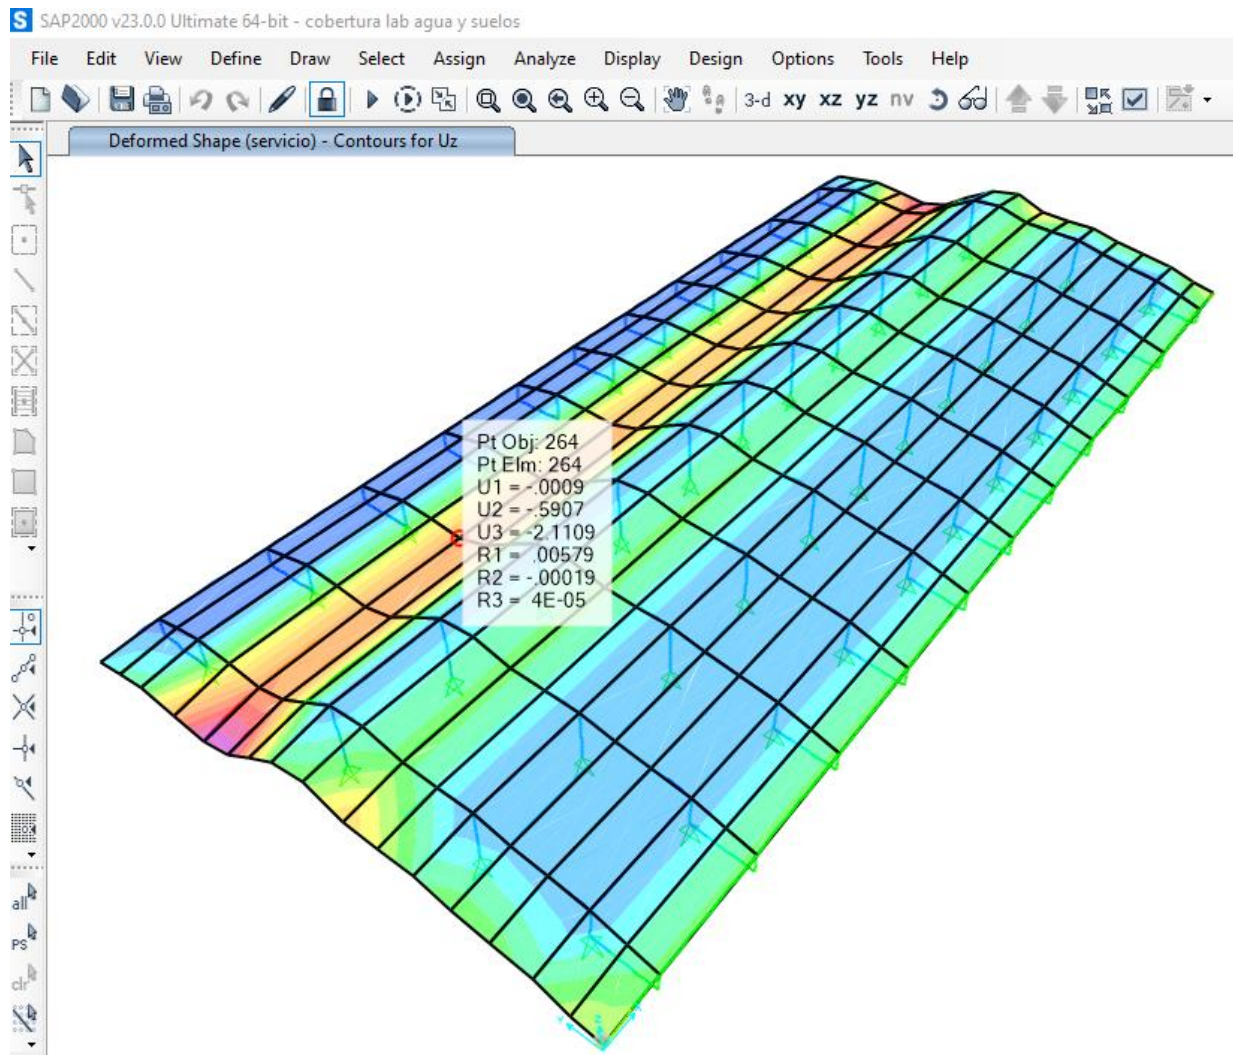 S SAP2000 v23.0.0 Ultimate 64-bit - cobertura lab agua y suelos
File Edit View Define Draw Select Assign Analyze Display Design Options Tools Help
3-d xy xz yz nv
Deformed Shape (servicio) - Contours for Uz
Pt Obj: 264
Pt Elm: 264
U1 = -.0009
U2 = -.5907
U3 = -2.1109
R1 = .00579
R2 = -.00019
R3 = 4E-05
all
PS
clr